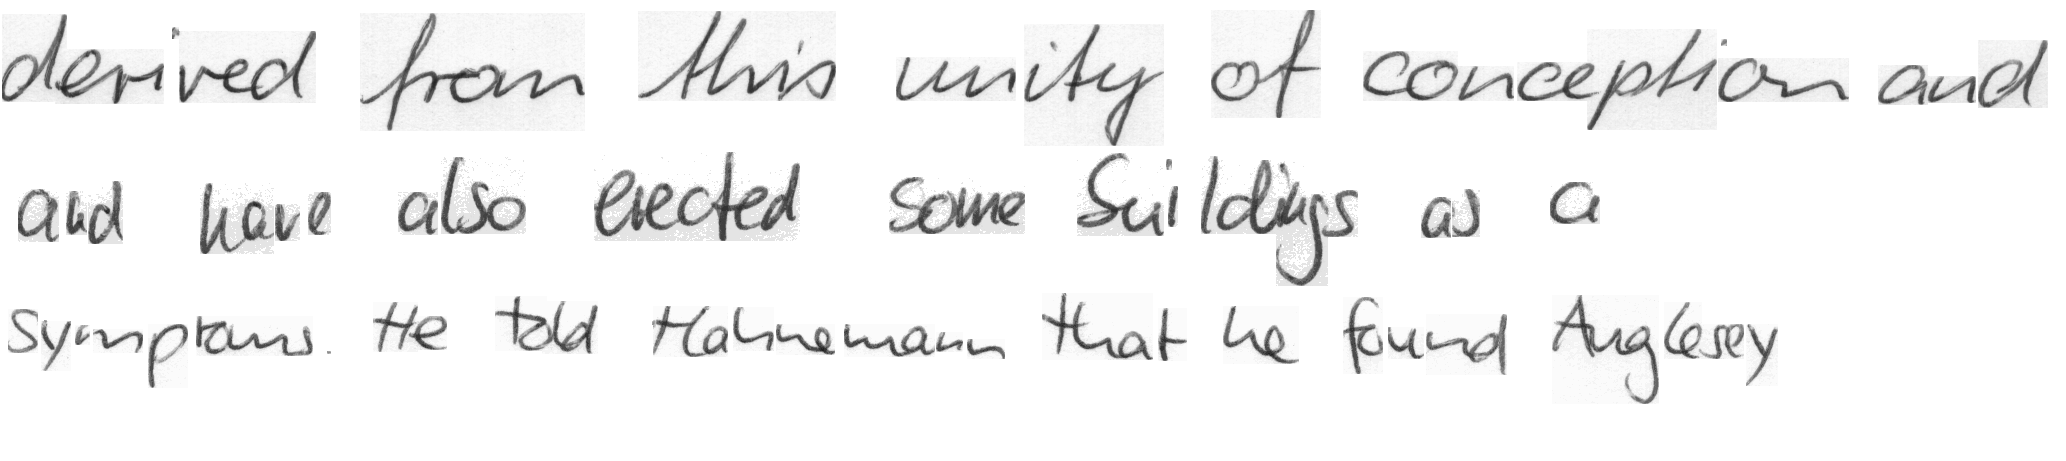 derived from this unity of conception and
and have also erected some buildings as a
symptoms. He told Hahnemann that he found Anglesey